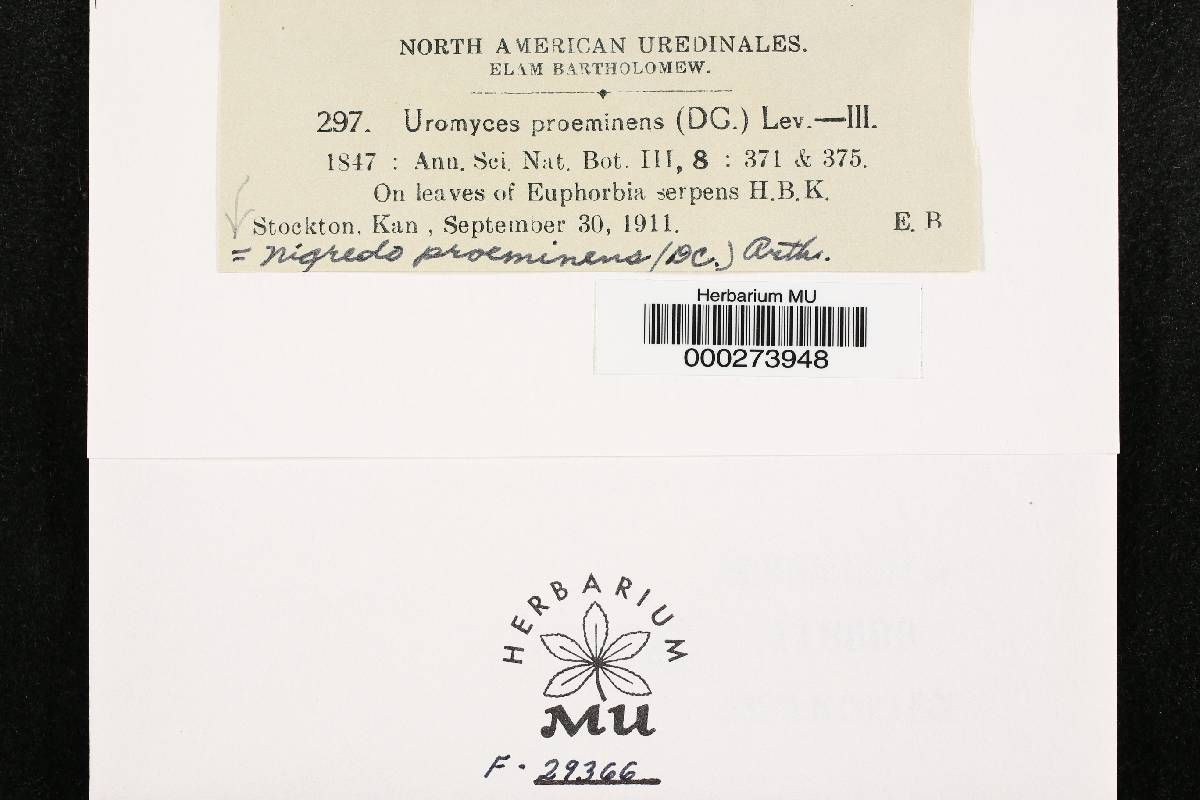 NORTH AMERICAN UREDINALES.
ELAM BARTHOLOMEW.
297. Uromyces proeminens (DC.) Lev.—III.
1847 : Ann. Sci. Nat. Bot. III, 8 : 371 & 375.
On leaves of Euphorbia serpens H.B.K.
Stockton, Kan , September 30, 1911. E. B
= Nigredo proeminens (DC.) Arth.
Herbarium MU
000273948
HERBARIUM
MU
F. 29366